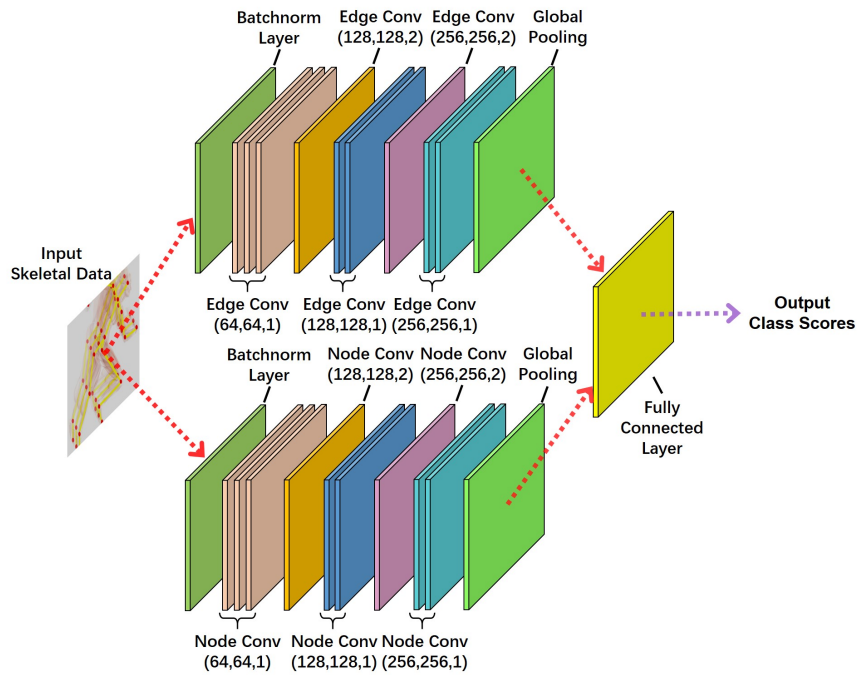 Batchnorm
Layer
Edge Conv
(128,128,2)
Edge Conv
(256,256,2)
Global
Pooling
Input
Skeletal Data
Edge Conv
(64,64,1)
Edge Conv
(128,128,1)
Edge Conv
(256,256,1)
Output
Class Scores
Batchnorm
Layer
Node Conv
(128,128,2)
Node Conv
(256,256,2)
Global
Pooling
Fully
Connected
Layer
Node Conv
(64,64,1)
Node Conv
(128,128,1)
Node Conv
(256,256,1)